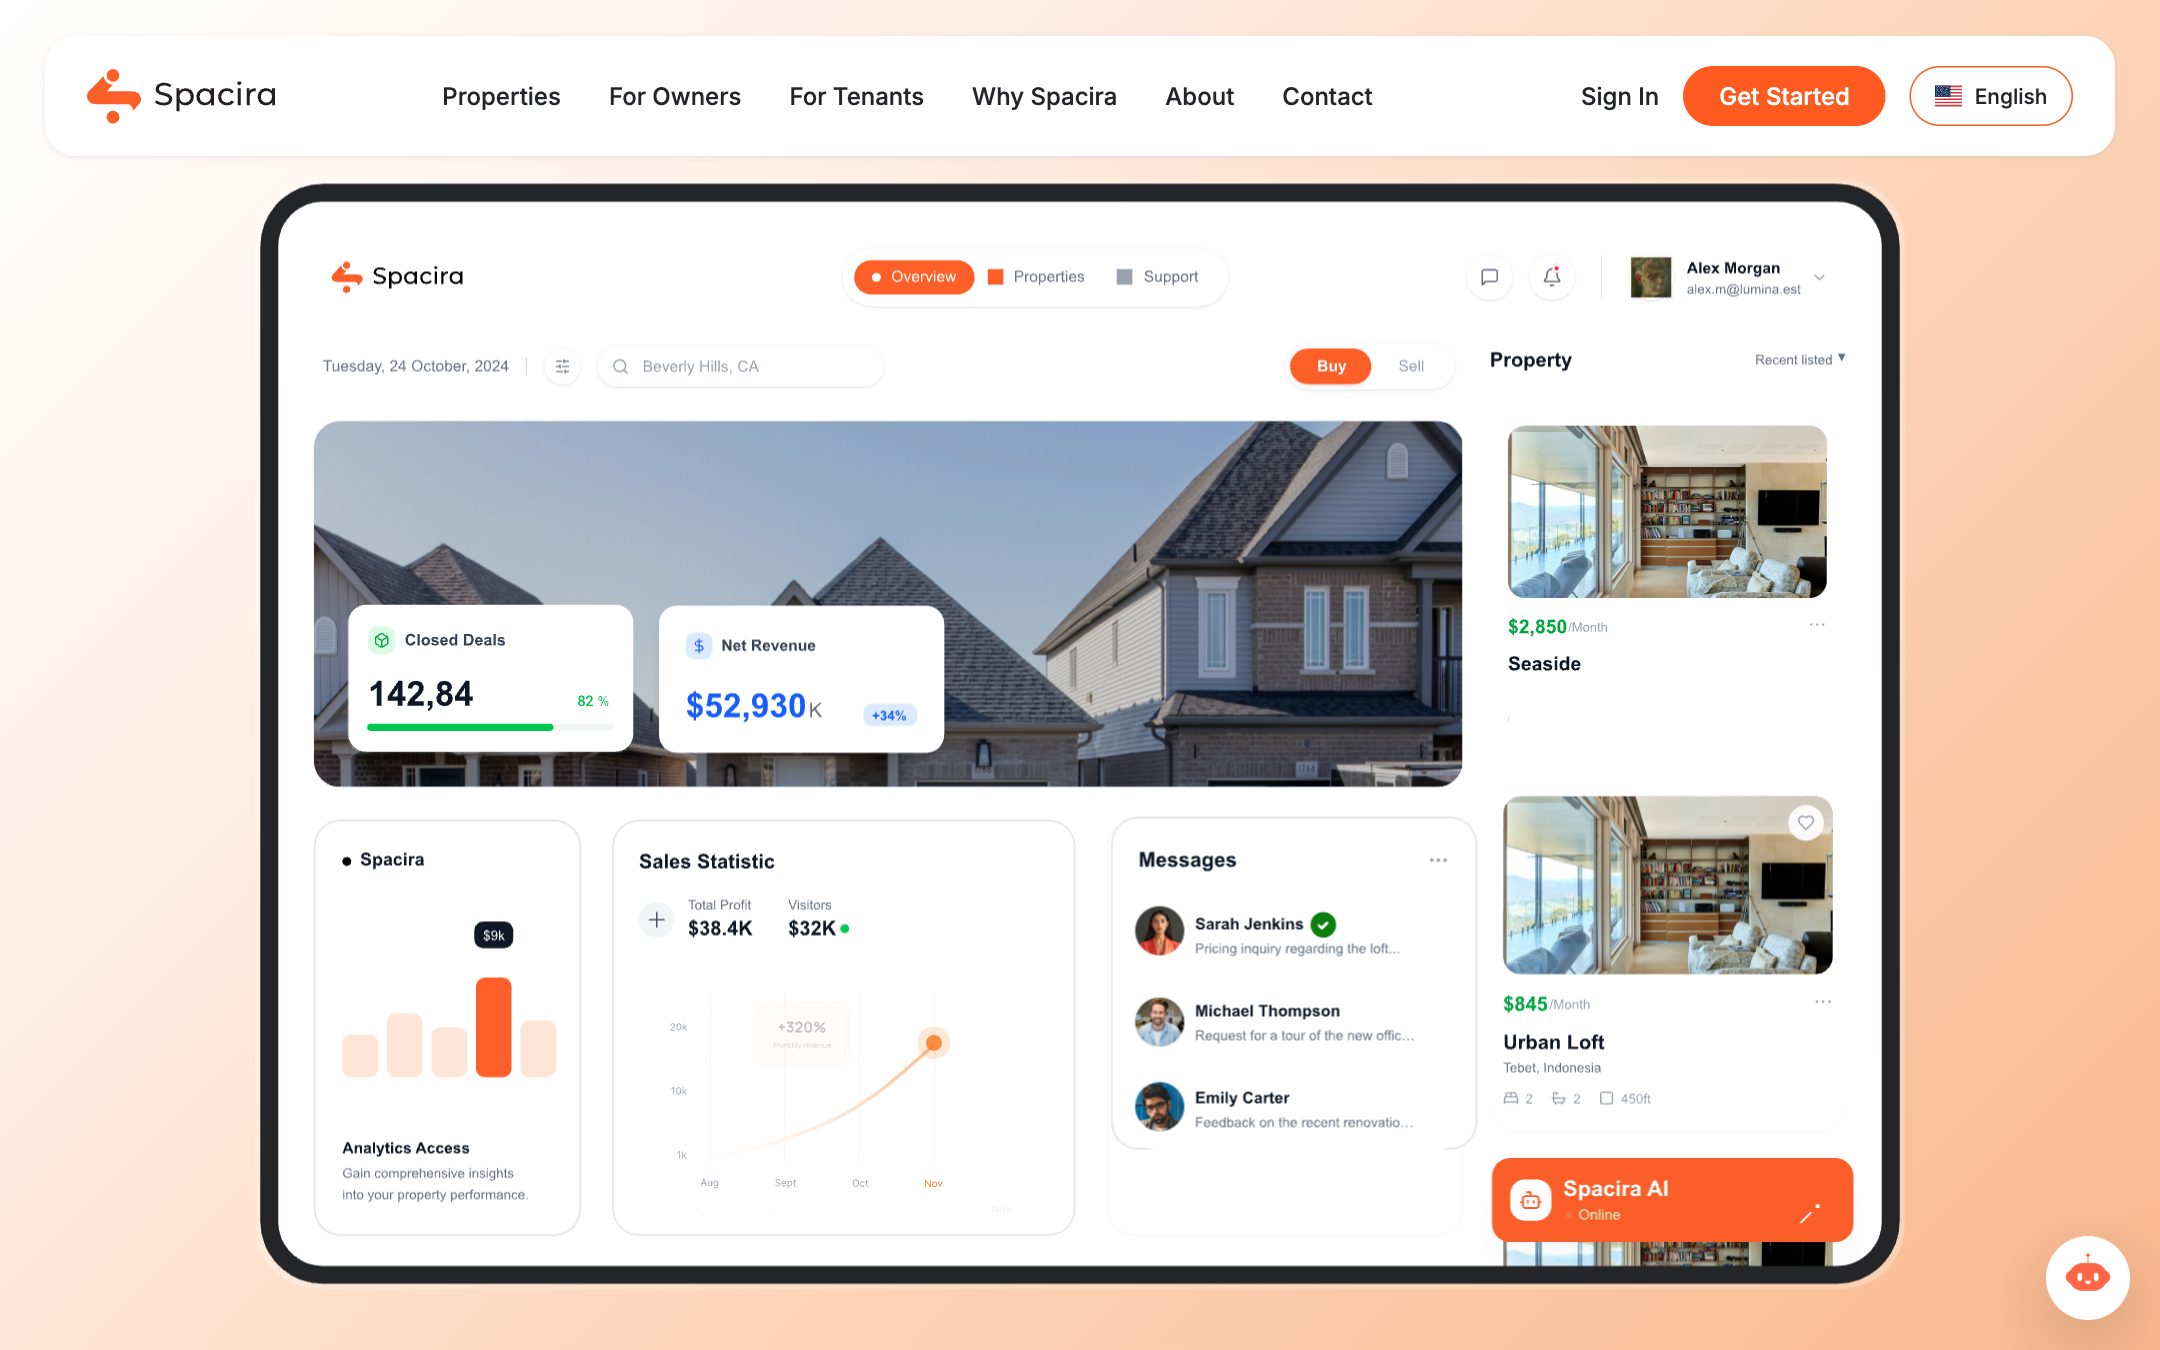 Spacira
Properties
For Owners
For Tenants
Why Spacira
About
Contact
Sign In
Get Started
English
Spacira
Overview
Properties
Support
Alex Morgan
alex.m@lumina.est
Tuesday, 24 October, 2024
Beverly Hills, CA
Buy
Sell
Property
Recent listed
Closed Deals
142,84
82 %
Net Revenue
$52,930K
+34%
1768
1768
$2,850/Month
Seaside
Spacira
$9k
Analytics Access
Gain comprehensive insights
into your property performance.
Sales Statistic
Total Profit
$38.4K
Visitors
$32K
+320%
Monthly revenue
20k
10k
1k
Aug
Sept
Oct
Nov
Nov
Messages
Sarah Jenkins
Pricing inquiry regarding the loft...
Michael Thompson
Request for a tour of the new offic...
Emily Carter
Feedback on the recent renovatio...
$845/Month
Urban Loft
Tebet, Indonesia
2
2
450ft
Spacira AI
Online